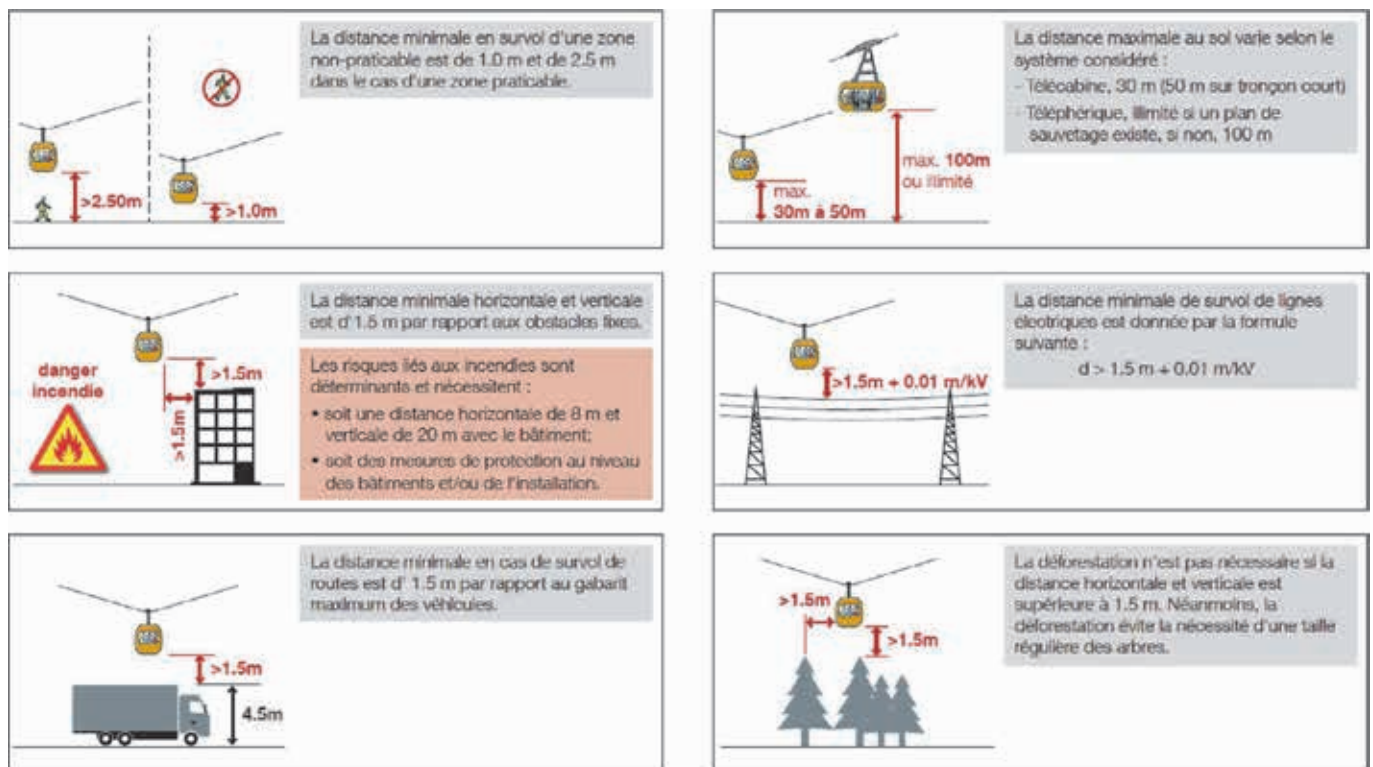 La distance minimale en survol d'une zone
non-praticable est de 1.0 m et de 2.5 m
dans le cas d'une zone praticable.
>2.50m
>1.0m
La distance maximale au sol varie selon le
système considéré :
- Télécabine, 30 m (50 m sur tronçon court)
- Téléphérique, illimité si un plan de
sauvetage existe, si non, 100 m
max. 100m
ou illimité
max.
30m à 50m
La distance minimale horizontale et verticale
est d'1.5 m par rapport aux obstacles fixes.
Les risques liés aux incendies sont
déterminants et nécessitent :
• soit une distance horizontale de 8 m et
verticale de 20 m avec le bâtiment;
• soit des mesures de protection au niveau
des bâtiments et/ou de l'installation.
danger
incendie
>1.5m
>1.5m
La distance minimale de survol de lignes
électriques est donnée par la formule
suivante :
d > 1.5 m + 0.01 m/kV
>1.5m + 0.01 m/kV
La distance minimale en cas de survol de
routes est d' 1.5 m par rapport au gabarit
maximum des véhicules.
>1.5m
4.5m
La déforestation n'est pas nécessaire si la
distance horizontale et verticale est
supérieure à 1.5 m. Néanmoins, la
déforestation évite la nécessité d'une taille
régulière des arbres.
>1.5m
>1.5m